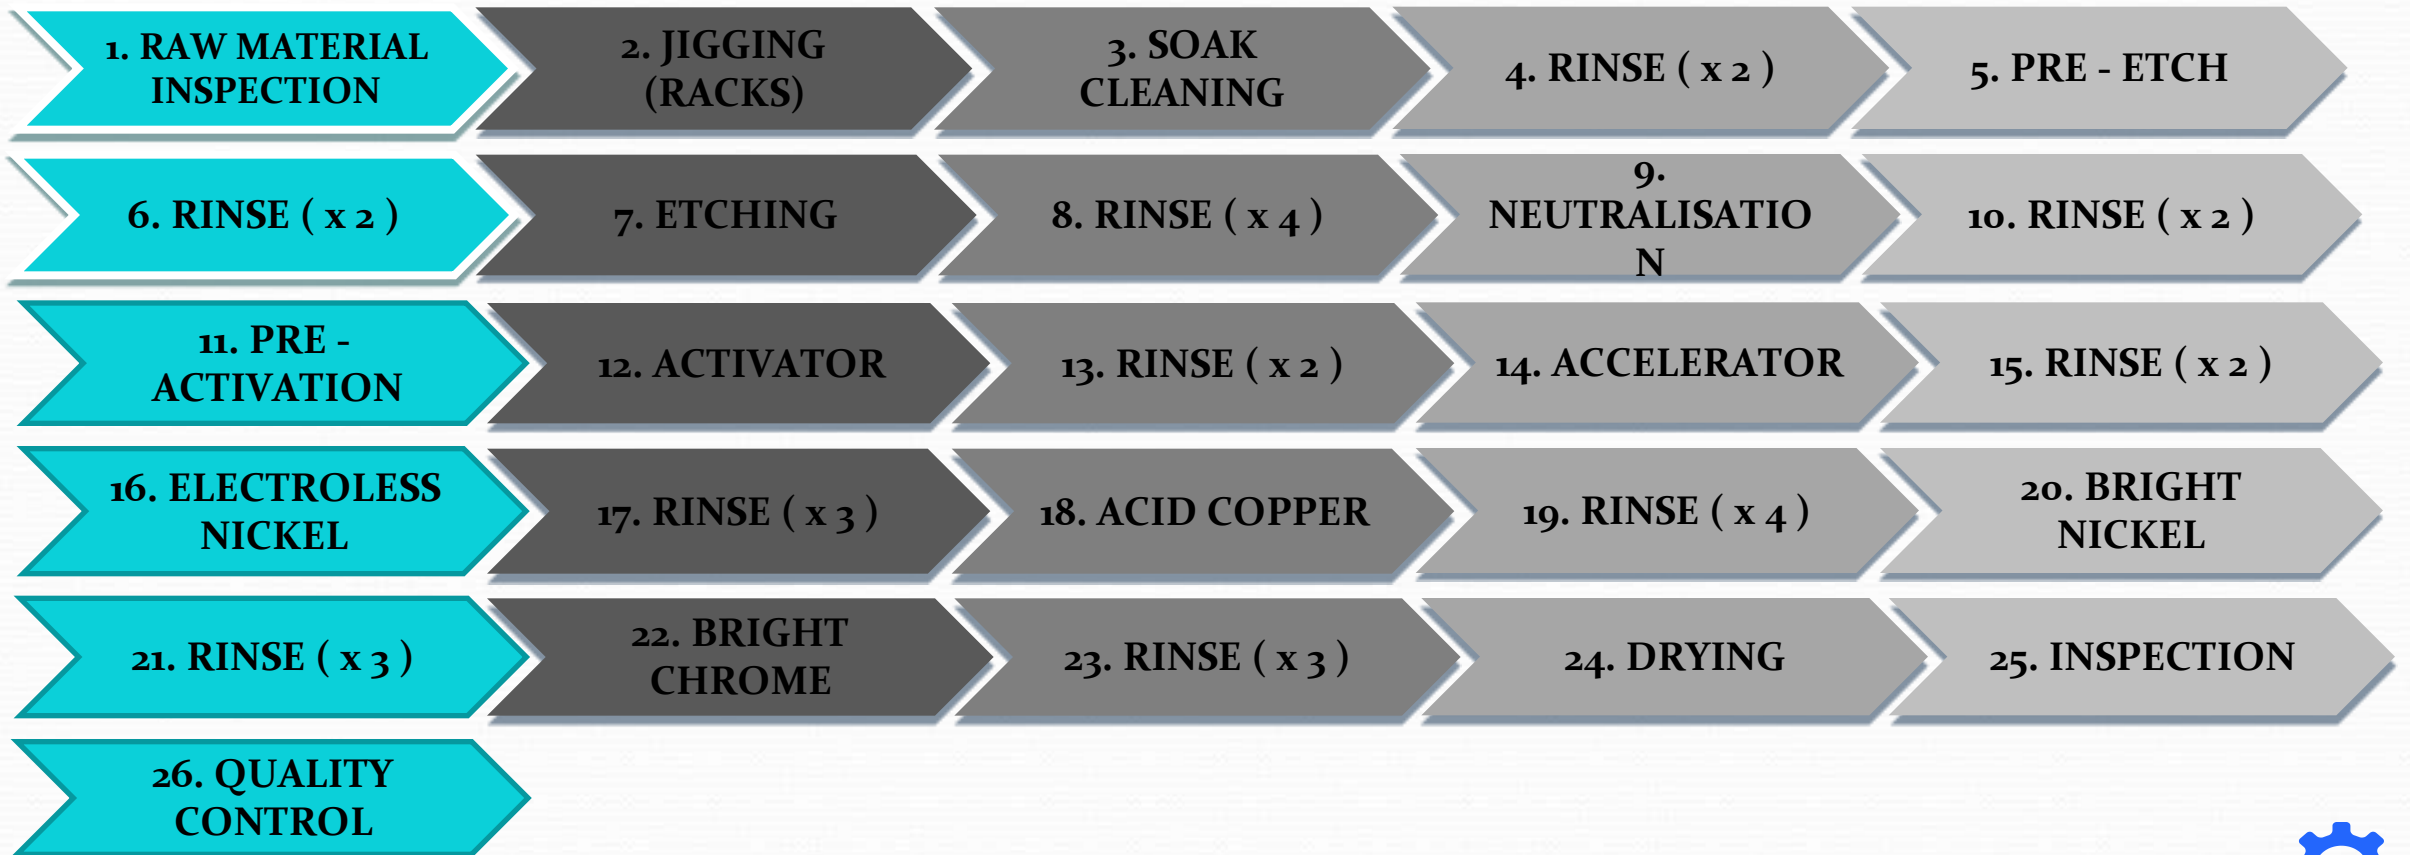 1. RAW MATERIAL
INSPECTION
2. JIGGING
(RACKS)
3. SOAK
CLEANING
4. RINSE ( x 2 )
5. PRE - ETCH
6. RINSE ( x 2 )
7. ETCHING
8. RINSE ( x 4 )
9.
NEUTRALISATIO
N
10. RINSE ( x 2 )
11. PRE -
ACTIVATION
12. ACTIVATOR
13. RINSE ( x 2 )
14. ACCELERATOR
15. RINSE ( x 2 )
16. ELECTROLESS
NICKEL
17. RINSE ( x 3 )
18. ACID COPPER
19. RINSE ( x 4 )
20. BRIGHT
NICKEL
21. RINSE ( x 3 )
22. BRIGHT
CHROME
23. RINSE ( x 3 )
24. DRYING
25. INSPECTION
26. QUALITY
CONTROL